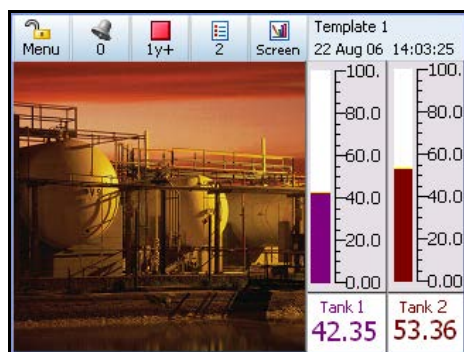 Menu
0
1y+
2
Screen
Template 1
22 Aug 06 14:03:25
100. 100.
80.0 80.0
60.0 60.0
40.0 40.0
20.0 20.0
0.00 0.00
Tank 1 Tank 2
42.35 53.36